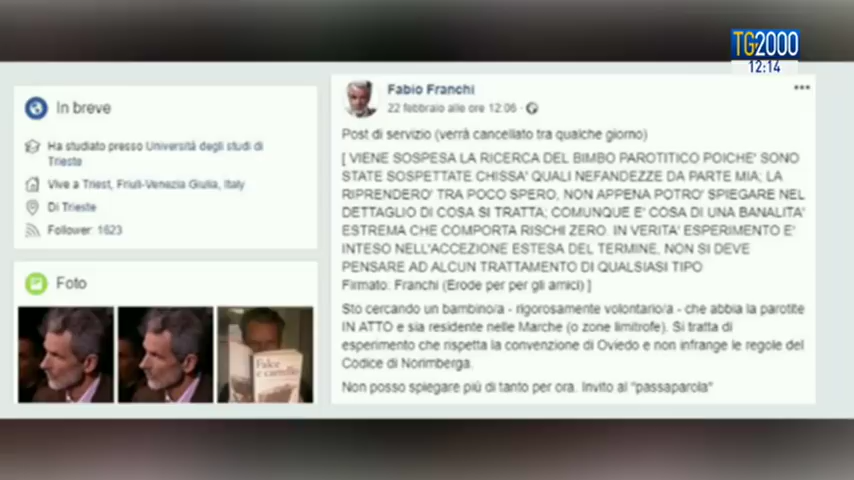 TG2000
12:14
In breve
Ha studiato presso Università degli studi di
Trieste
Vive a Triest, Friuli-Venezia Giulia, Italy
Di Trieste
Follower: 1623
Foto
Falce
e carrello
Fabio Franchi
22 febbraio alle ore 12:06 ·
Post di servizio (verrà cancellato tra qualche giorno)
[ VIENE SOSPESA LA RICERCA DEL BIMBO PAROTITICO POICHE' SONO
STATE SOSPETTATE CHISSA' QUALI NEFANDEZZE DA PARTE MIA; LA
RIPRENDERO' TRA POCO SPERO, NON APPENA POTRO' SPIEGARE NEL
DETTAGLIO DI COSA SI TRATTA; COMUNQUE E' COSA DI UNA BANALITA'
ESTREMA CHE COMPORTA RISCHI ZERO. IN VERITA' ESPERIMENTO E'
INTESO NELL'ACCEZIONE ESTESA DEL TERMINE, NON SI DEVE
PENSARE AD ALCUN TRATTAMENTO DI QUALSIASI TIPO
Firmato: Franchi (Erode per per gli amici) ]
Sto cercando un bambino/a - rigorosamente volontario/a - che abbia la parotite
IN ATTO e sia residente nelle Marche (o zone limitrofe). Si tratta di
esperimento che rispetta la convenzione di Oviedo e non infrange le regole del
Codice di Norimberga.
Non posso spiegare più di tanto per ora. Invito al "passaparola"